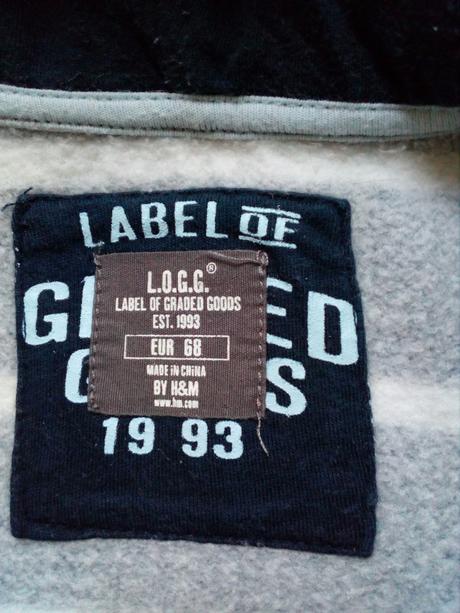 LABEL OF
L.O.G.G.®
LABEL OF GRADED GOODS
EST. 1993
EUR 68
MADE IN CHINA
BY H&M
www.hm.com
G ED
G S
19 93